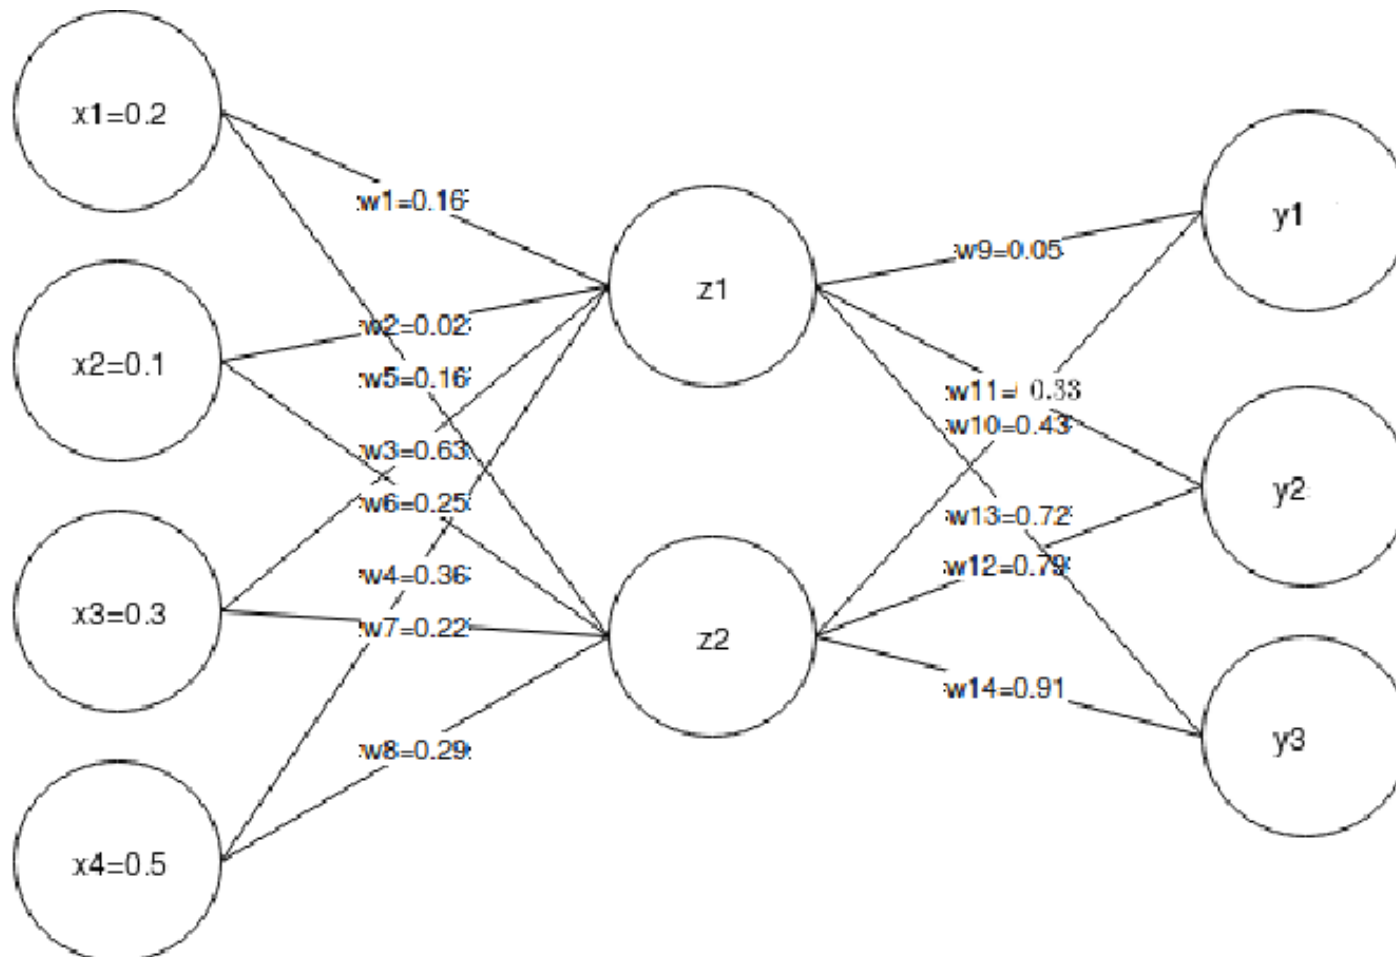 x1=0.2
w1=0.16
y1
w9=0.05
z1
w2=0.02
x2=0.1
w5=0.16
w11= 0.33
w10=0.43
w3=0.63
y2
w6=0.25
w13=0.72
w12=0.79
w4=0.36
x3=0.3
w7=0.22
z2
w14=0.91
y3
w8=0.29
x4=0.5